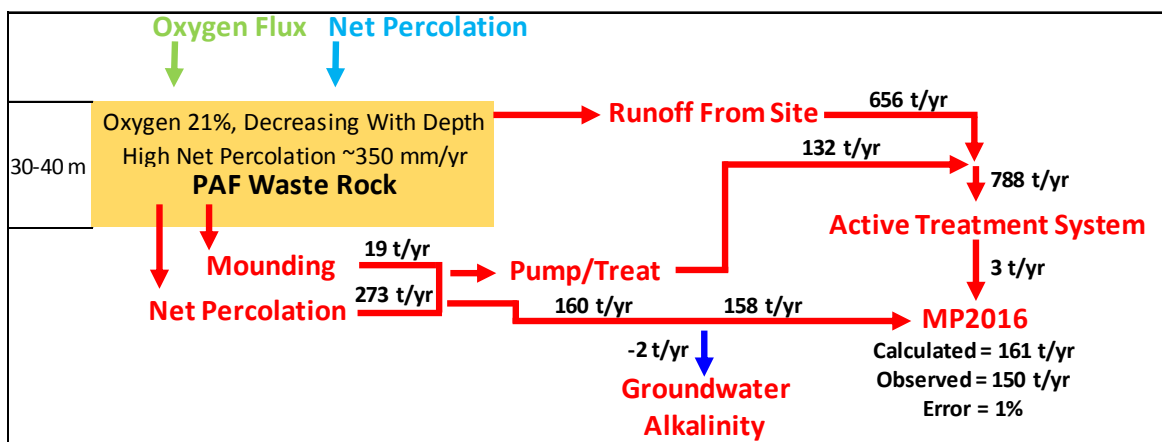 Oxygen Flux
Net Percolation
30-40 m
Oxygen 21%, Decreasing With Depth
High Net Percolation ~350 mm/yr
PAF Waste Rock
Runoff From Site
656 t/yr
132 t/yr
788 t/yr
Active Treatment System
3 t/yr
Mounding
19 t/yr
Pump/Treat
Net Percolation
273 t/yr
160 t/yr
158 t/yr
MP2016
-2 t/yr
Groundwater
Alkalinity
Calculated = 161 t/yr
Observed = 150 t/yr
Error = 1%